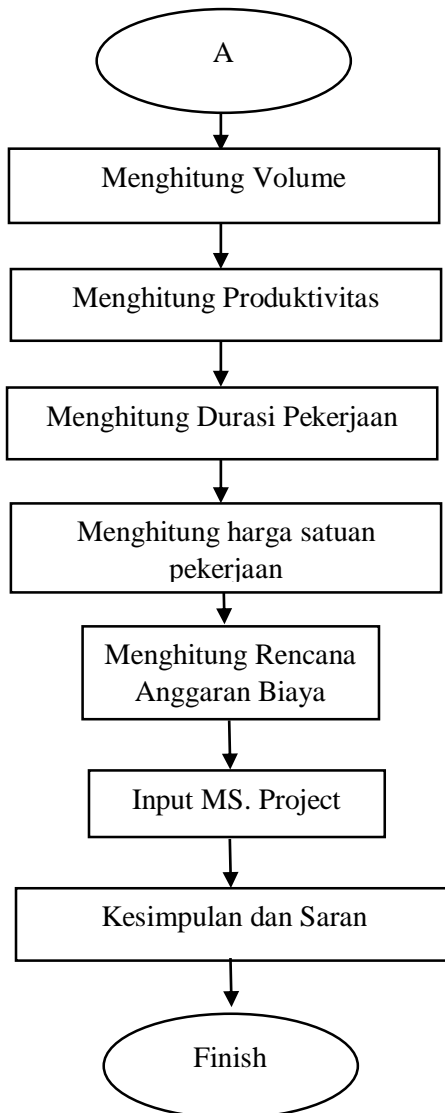 A
Menghitung Volume
Menghitung Produktivitas
Menghitung Durasi Pekerjaan
Menghitung harga satuan
pekerjaan
Menghitung Rencana
Anggaran Biaya
Input MS. Project
Kesimpulan dan Saran
Finish